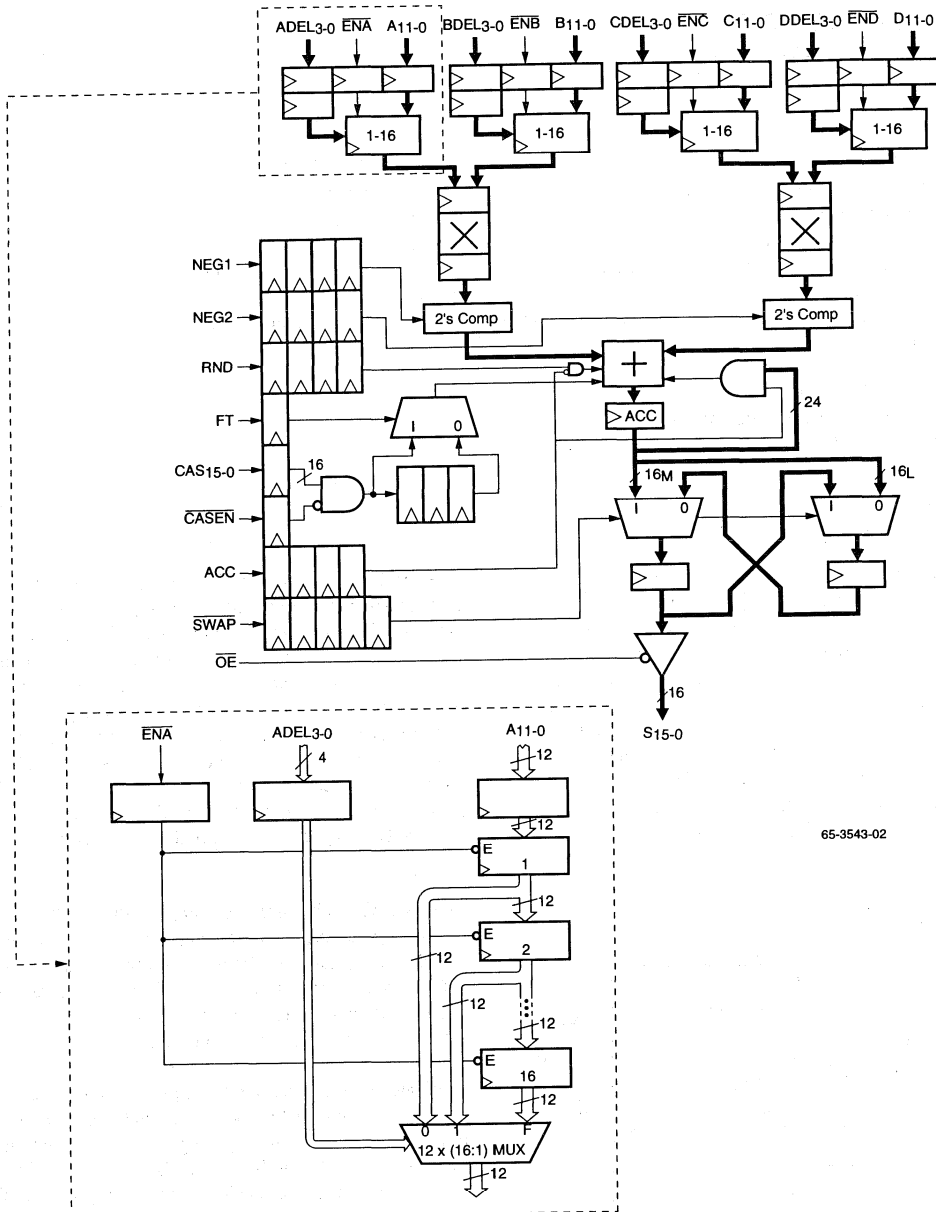 ADEL3-0 ENA A11-0 BDEL3-0 ENB B11-0 CDEL3-0 ENC C11-0 DDEL3-0 END D11-0
1-16 1-16 1-16 1-16
NEG1
2's Comp 2's Comp
NEG2
RND
+
ACC
24
FT
I 0
CAS15-0
16
16M 16L
CASEN
I 0 I 0
ACC
SWAP
OE
16
S15-0
ENA ADEL3-0 A11-0
4 12
12
65-3543-02
E
1
12
E
2
12
12
12
E
16
12
0 1 F
12 x (16:1) MUX
12